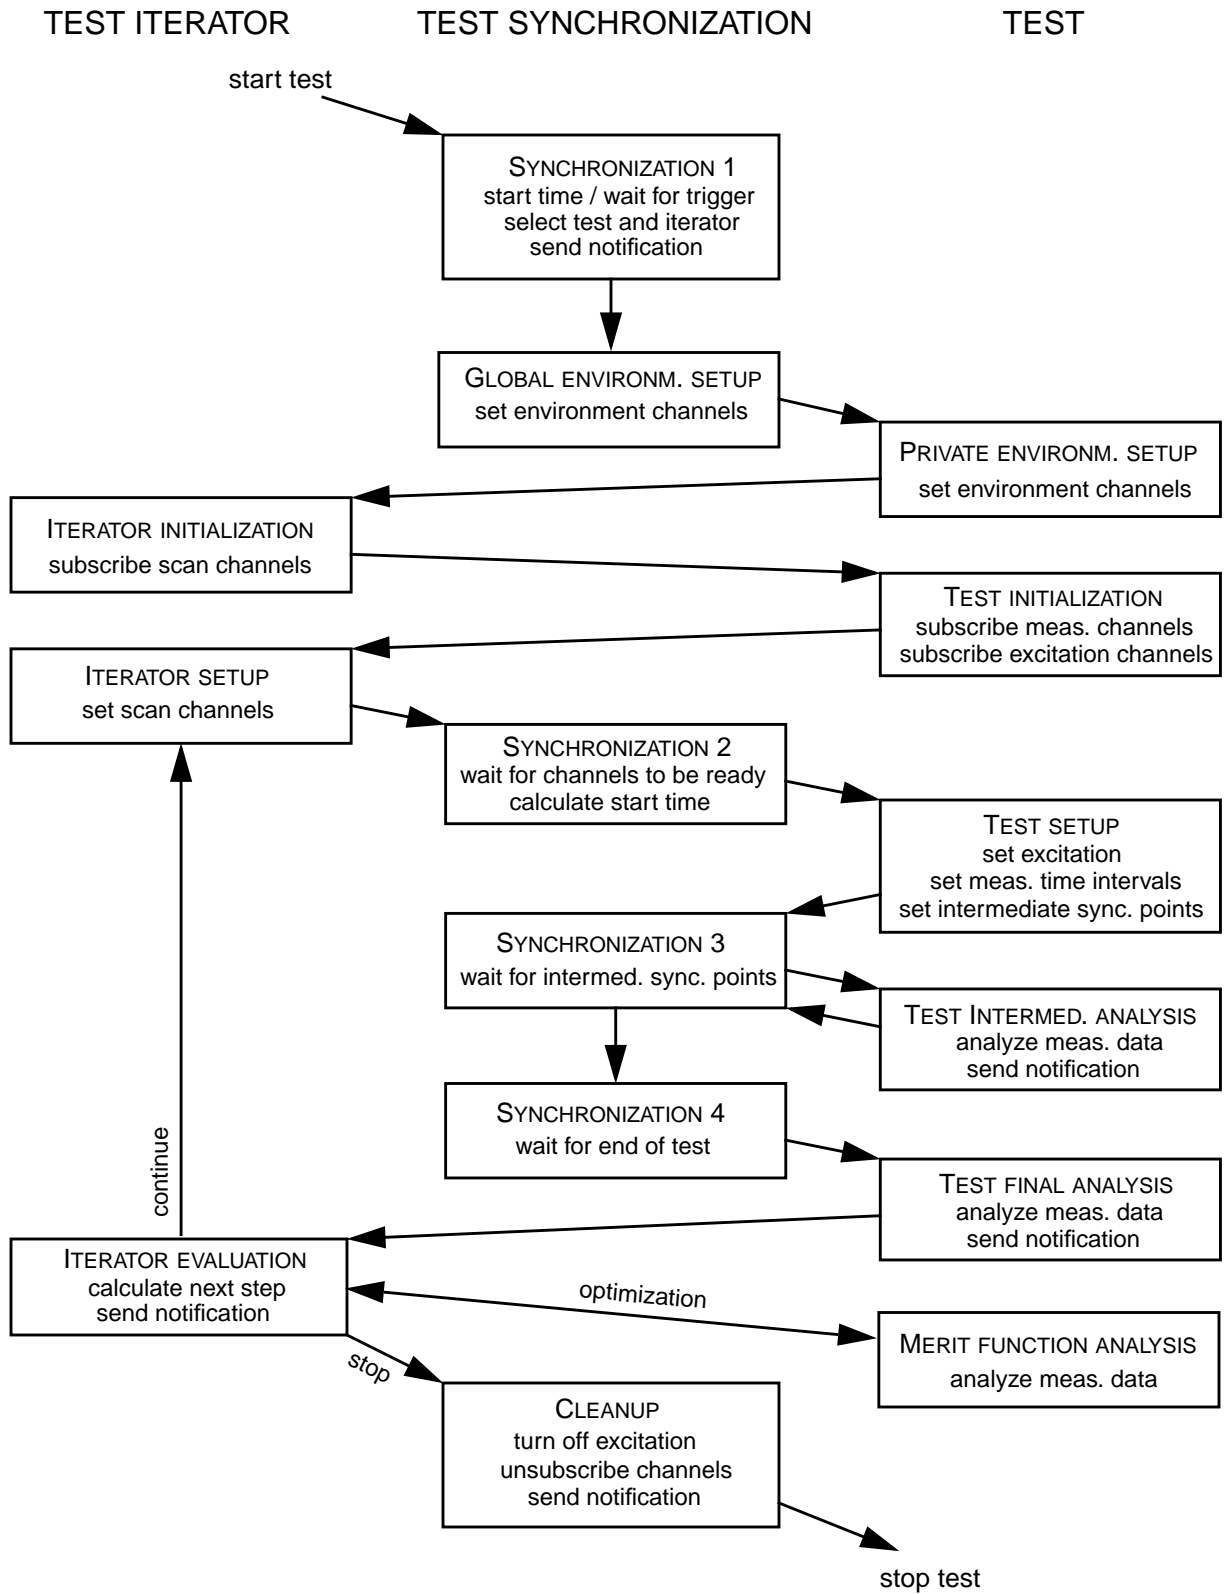 TEST ITERATOR
TEST SYNCHRONIZATION
TEST
start test
SYNCHRONIZATION 1
start time / wait for trigger
select test and iterator
send notification
GLOBAL ENVIRONM. SETUP
set environment channels
PRIVATE ENVIRONM. SETUP
set environment channels
ITERATOR INITIALIZATION
subscribe scan channels
TEST INITIALIZATION
subscribe meas. channels
subscribe excitation channels
ITERATOR SETUP
set scan channels
SYNCHRONIZATION 2
wait for channels to be ready
calculate start time
TEST SETUP
set excitation
set meas. time intervals
set intermediate sync. points
SYNCHRONIZATION 3
wait for intermed. sync. points
TEST INTERMED. ANALYSIS
analyze meas. data
send notification
SYNCHRONIZATION 4
wait for end of test
continue
TEST FINAL ANALYSIS
analyze meas. data
send notification
ITERATOR EVALUATION
calculate next step
send notification
optimization
MERIT FUNCTION ANALYSIS
analyze meas. data
stop
CLEANUP
turn off excitation
unsubscribe channels
send notification
stop test